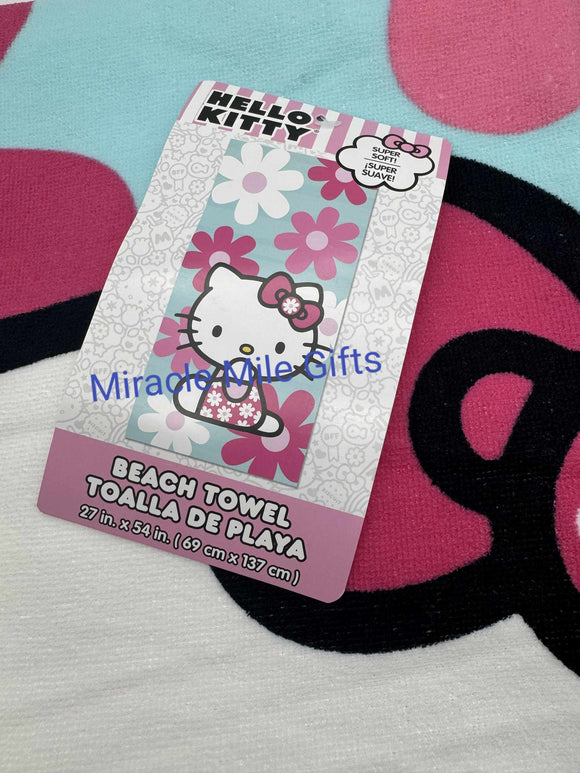 HELLO
KITTY
SUPER
SOFT!
¡SUPER
SUAVE!
Miracle Mile Gifts
BEACH TOWEL
TOALLA DE PLAYA
27 in. x 54 in. ( 69 cm x 137 cm )